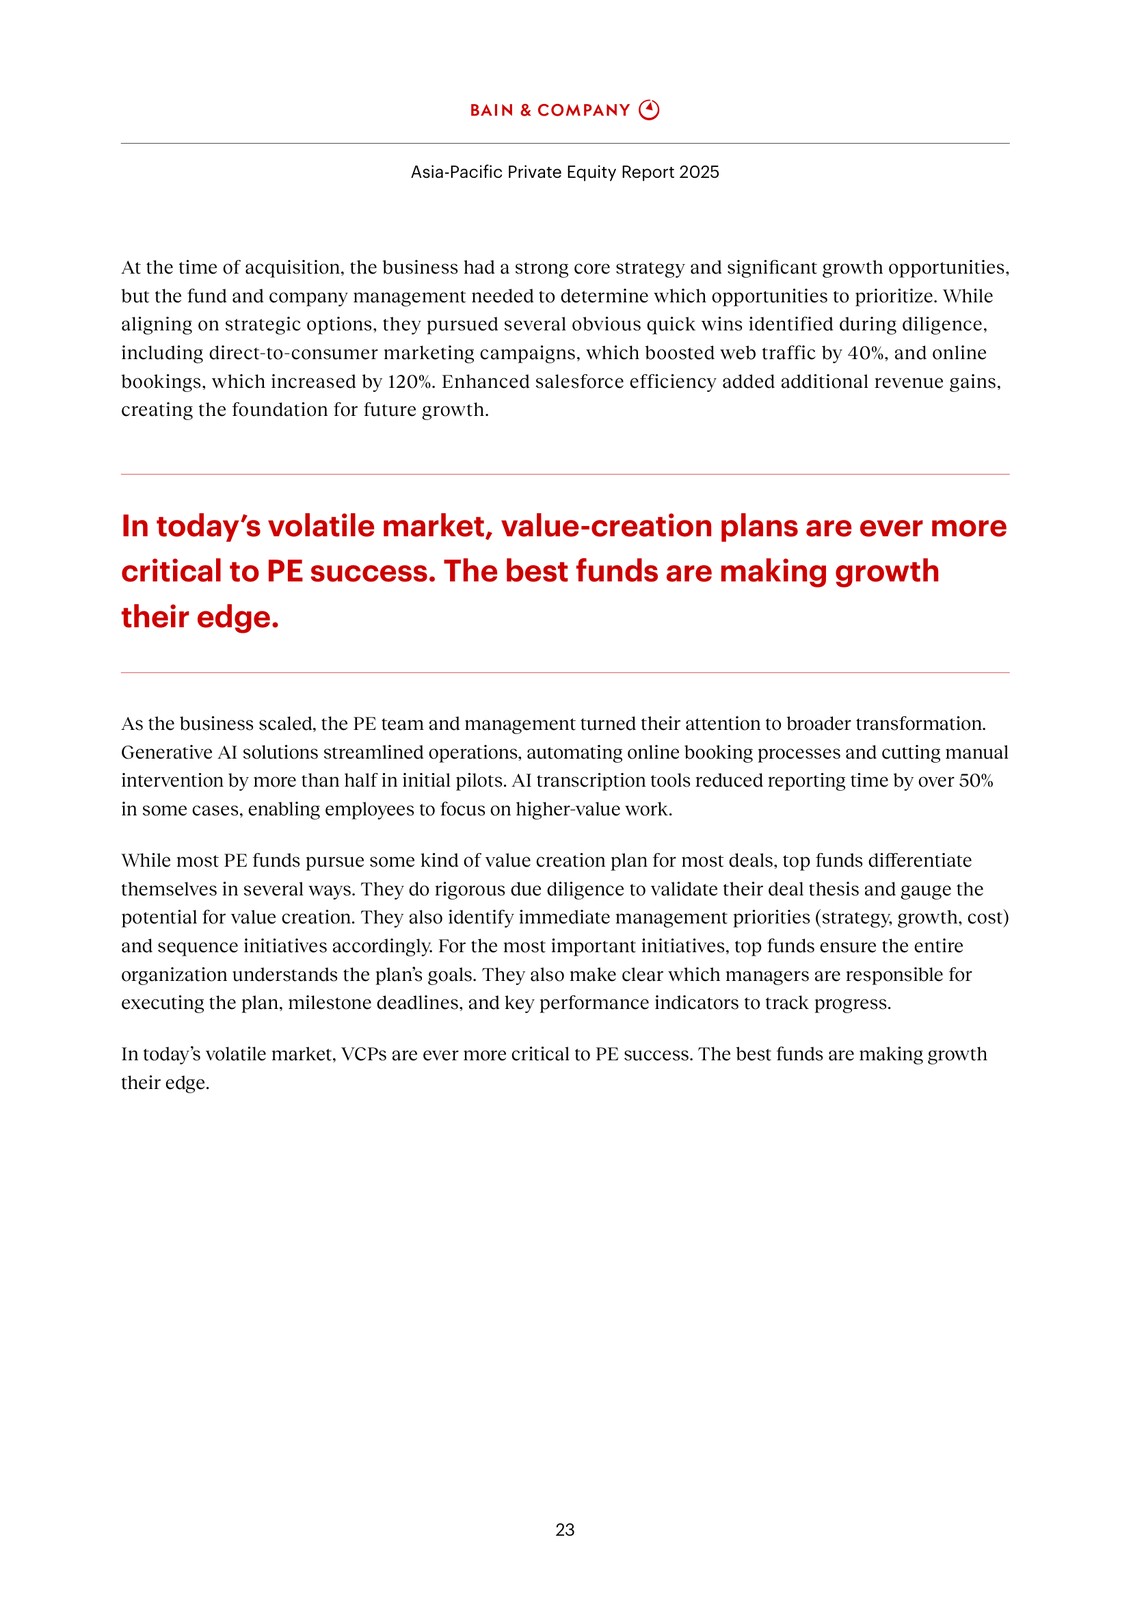 BAIN & COMPANY
Asia-Pacific Private Equity Report 2025
At the time of acquisition, the business had a strong core strategy and significant growth opportunities,
but the fund and company management needed to determine which opportunities to prioritize. While
aligning on strategic options, they pursued several obvious quick wins identified during diligence,
including direct-to-consumer marketing campaigns, which boosted web traffic by 40%, and online
bookings, which increased by 120%. Enhanced salesforce efficiency added additional revenue gains,
creating the foundation for future growth.
In today’s volatile market, value-creation plans are ever more
critical to PE success. The best funds are making growth
their edge.
As the business scaled, the PE team and management turned their attention to broader transformation.
Generative AI solutions streamlined operations, automating online booking processes and cutting manual
intervention by more than half in initial pilots. AI transcription tools reduced reporting time by over 50%
in some cases, enabling employees to focus on higher-value work.
While most PE funds pursue some kind of value creation plan for most deals, top funds differentiate
themselves in several ways. They do rigorous due diligence to validate their deal thesis and gauge the
potential for value creation. They also identify immediate management priorities (strategy, growth, cost)
and sequence initiatives accordingly. For the most important initiatives, top funds ensure the entire
organization understands the plan’s goals. They also make clear which managers are responsible for
executing the plan, milestone deadlines, and key performance indicators to track progress.
In today’s volatile market, VCPs are ever more critical to PE success. The best funds are making growth
their edge.
23